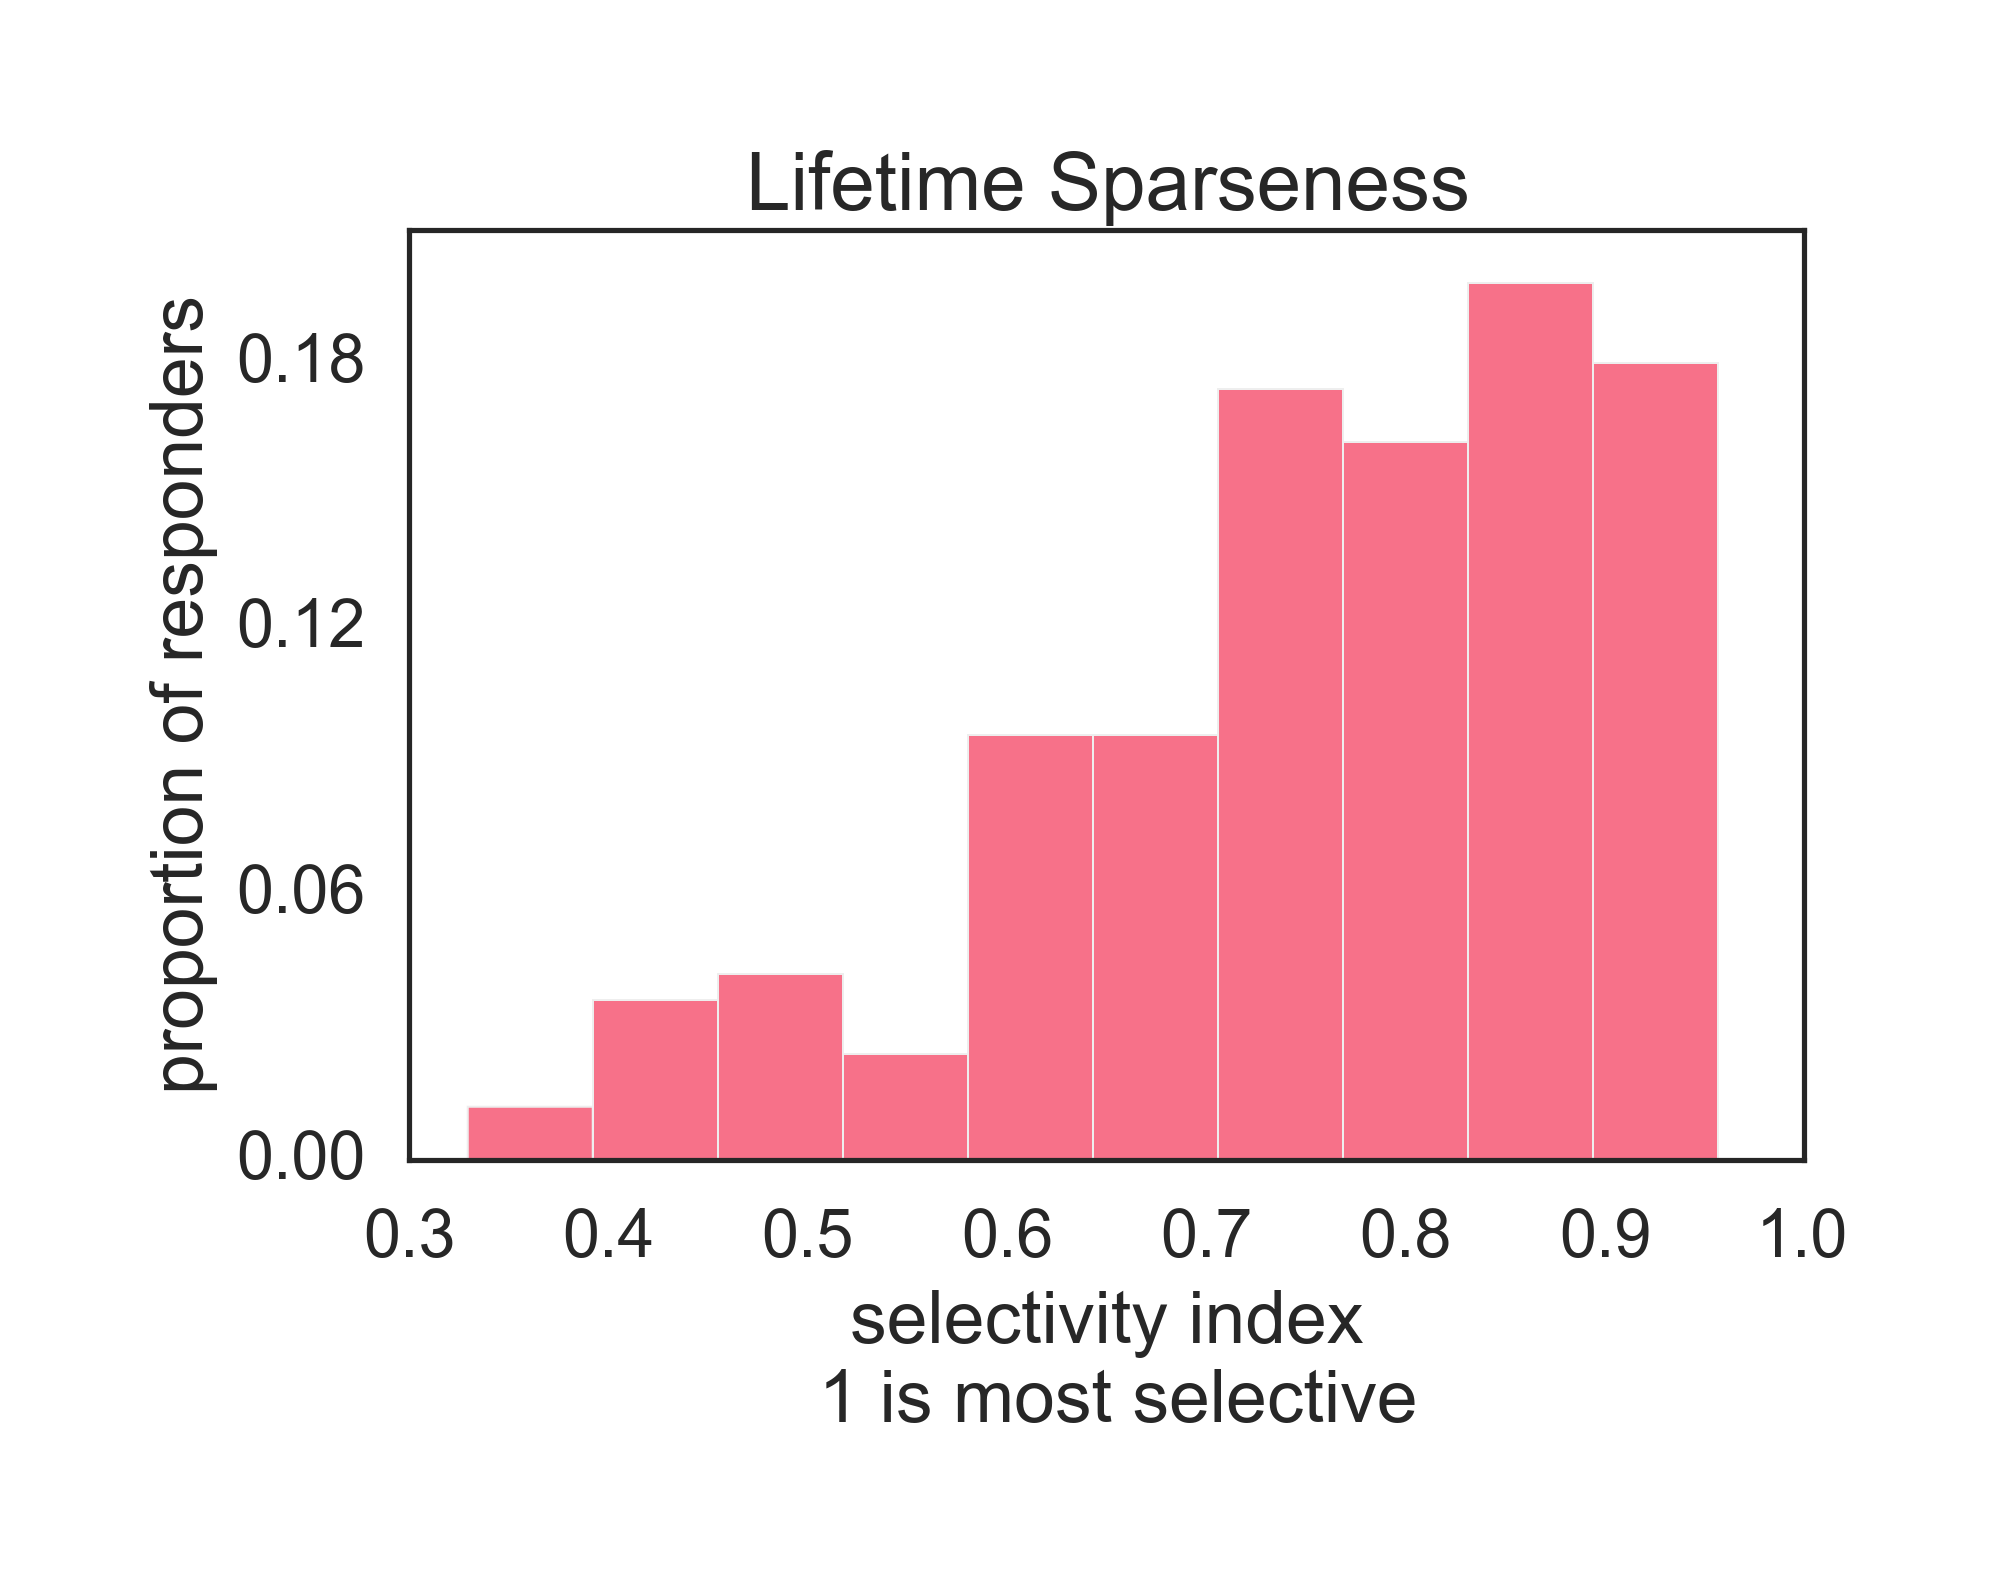 Lifetime Sparseness
proportion of responders
0.18
0.12
0.06
0.00
0.3 0.4 0.5 0.6 0.7 0.8 0.9 1.0
selectivity index
1 is most selective